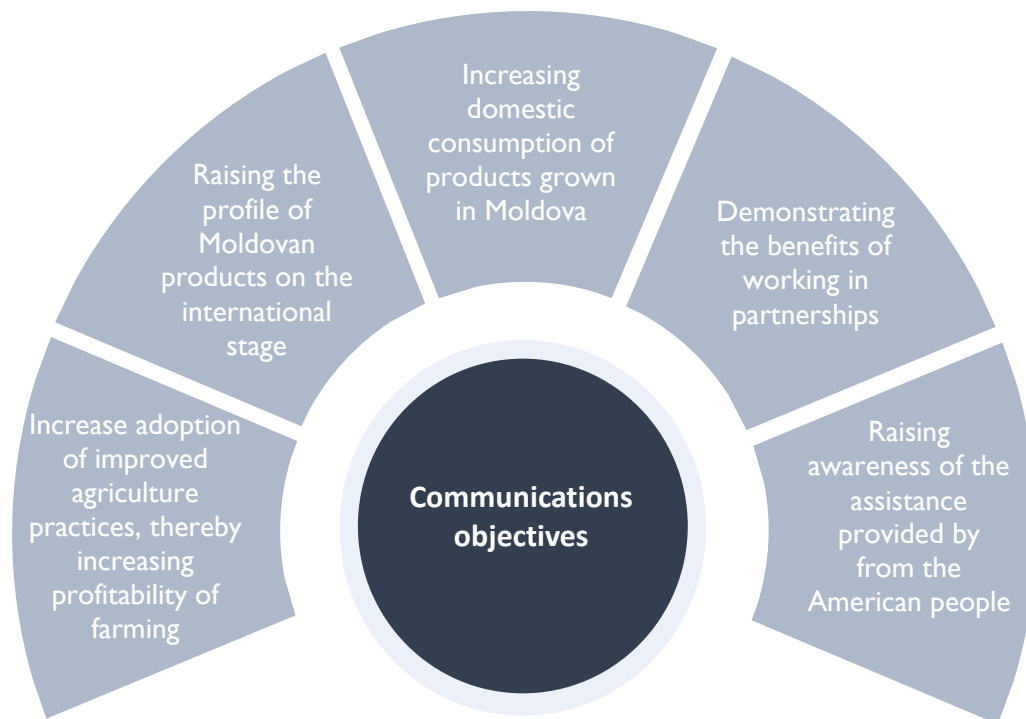 Increase adoption
of improved
agriculture
practices, thereby
increasing
profitability of
farming
Raising the
profile of
Moldovan
products on the
international
stage
Increasing
domestic
consumption of
products grown
in Moldova
Demonstrating
the benefits of
working in
partnerships
Raising
awareness of the
assistance
provided by
from the
American people
Communications
objectives